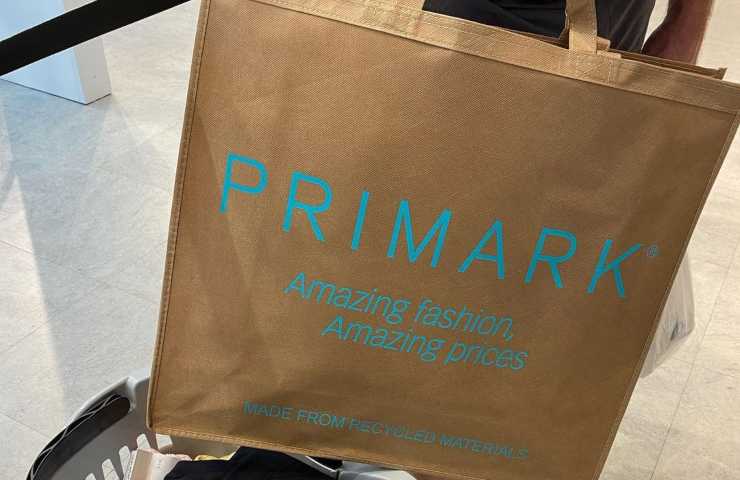 PRIMARK®
Amazing fashion,
Amazing prices
MADE FROM RECYCLED MATERIALS